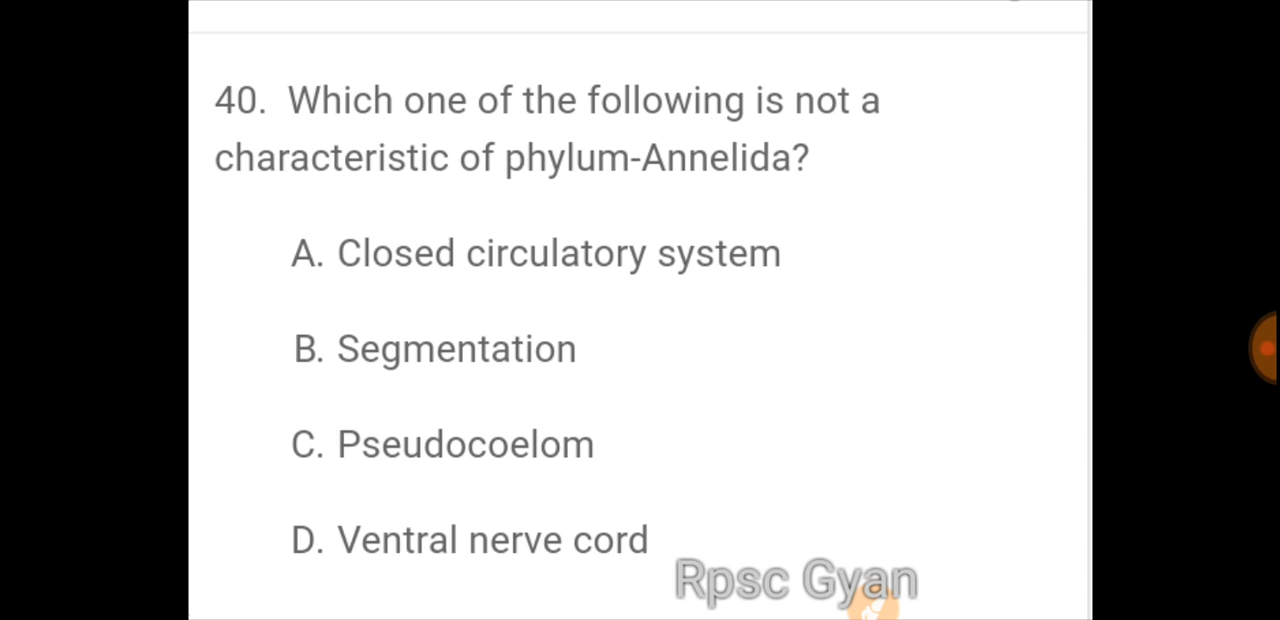 40. Which one of the following is not a
characteristic of phylum-Annelida?
A. Closed circulatory system
B. Segmentation
C. Pseudocoelom
D. Ventral nerve cord
Rpsc Gyan